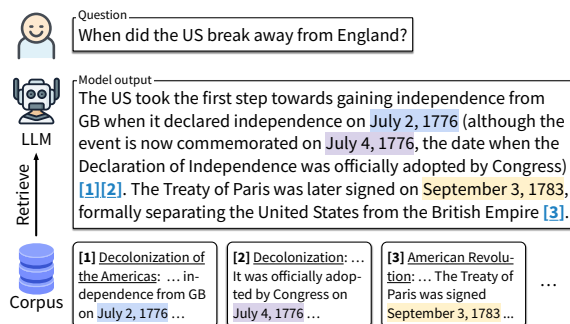 Question
When did the US break away from England?
Model output
The US took the first step towards gaining independence from
GB when it declared independence on July 2, 1776 (although the
event is now commemorated on July 4, 1776, the date when the
Declaration of Independence was officially adopted by Congress)
[1][2]. The Treaty of Paris was later signed on September 3, 1783,
formally separating the United States from the British Empire [3].
LLM
Retrieve
Corpus
[1] Decolonization of
the Americas: … in-
dependence from GB
on July 2, 1776 …
[2] Decolonization: …
It was officially adop-
ted by Congress on
July 4, 1776 …
[3] American Revolu-
tion: … The Treaty of
Paris was signed
September 3, 1783 ...
…